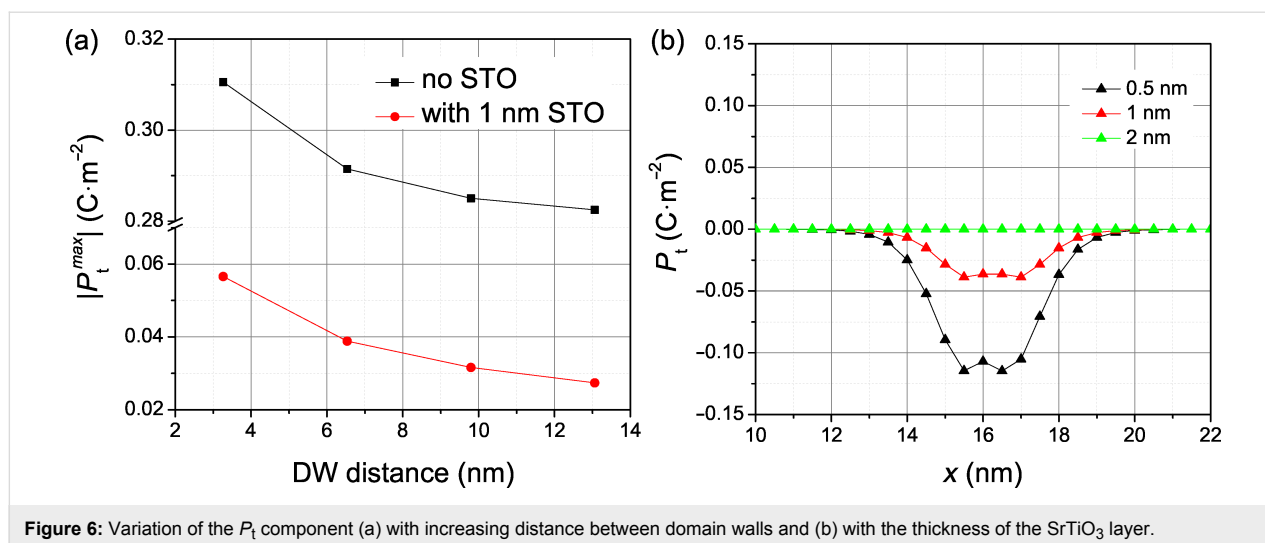 (a)
0.32
0.30
0.28
0.06
0.04
0.02
|P_t^max| (C·m⁻²)
no STO
with 1 nm STO
2 4 6 8 10 12 14
DW distance (nm)
(b)
0.15
0.10
0.05
0.00
−0.05
−0.10
−0.15
P_t (C·m⁻²)
0.5 nm
1 nm
2 nm
10 12 14 16 18 20 22
x (nm)
Figure 6: Variation of the P_t component (a) with increasing distance between domain walls and (b) with the thickness of the SrTiO₃ layer.